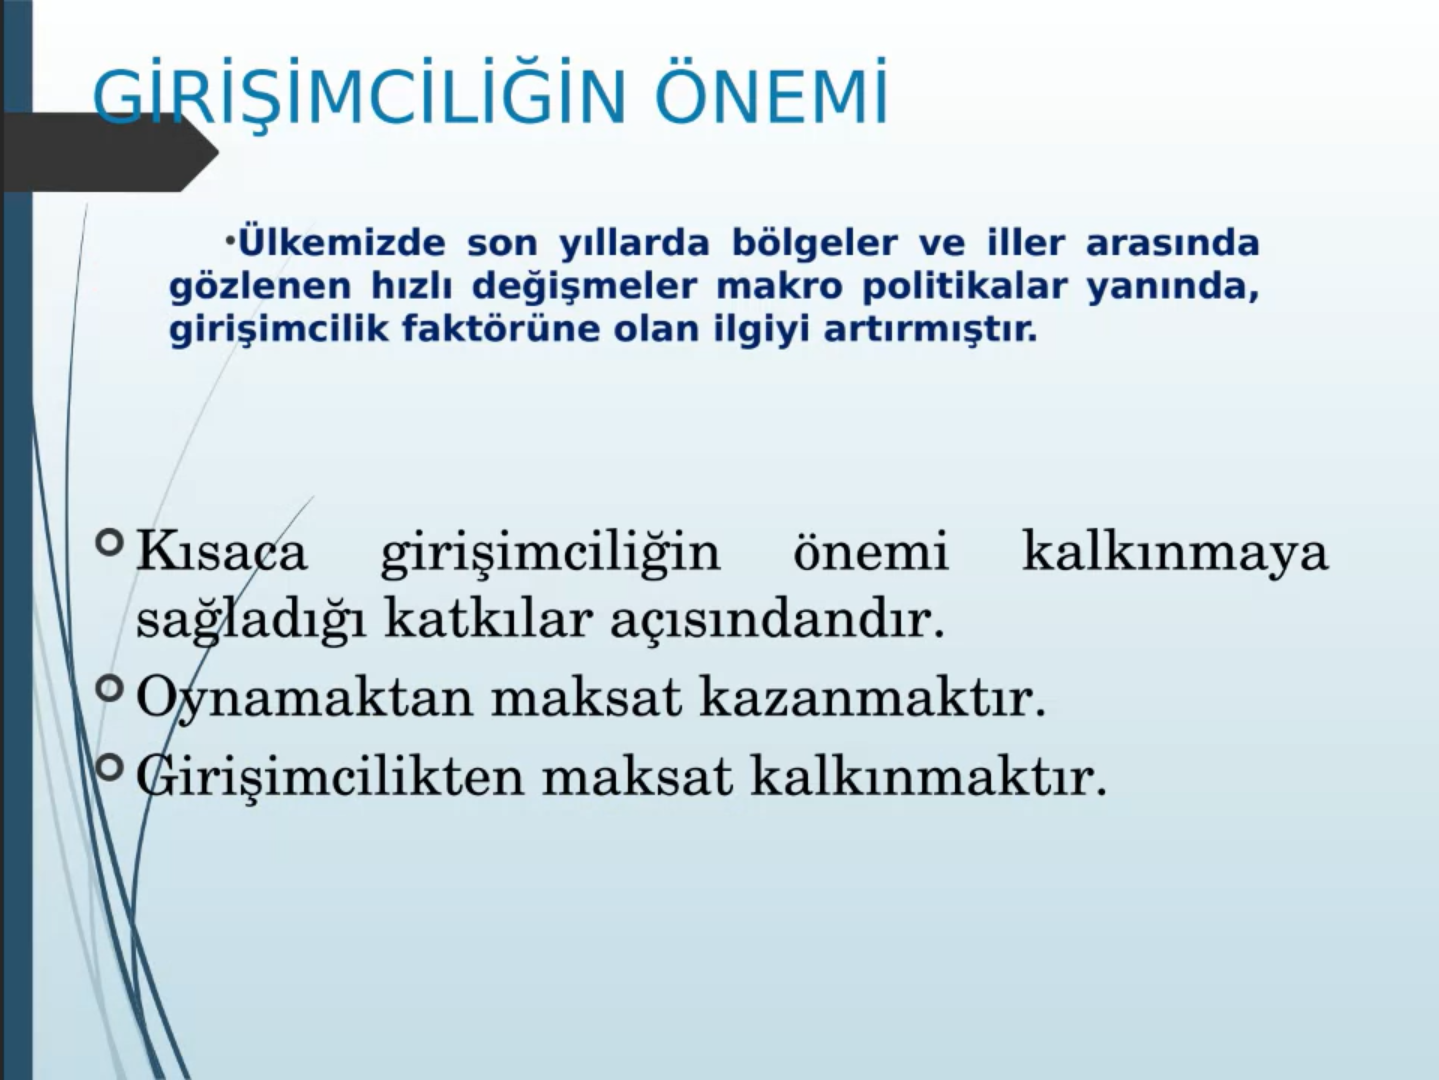 GİRİŞİMCİLİĞİN ÖNEMİ
•Ülkemizde son yıllarda bölgeler ve iller arasında
gözlenen hızlı değişmeler makro politikalar yanında,
girişimcilik faktörüne olan ilgiyi artırmıştır.
Kısaca girişimciliğin önemi kalkınmaya
sağladığı katkılar açısındandır.
Oynamaktan maksat kazanmaktır.
Girişimcilikten maksat kalkınmaktır.